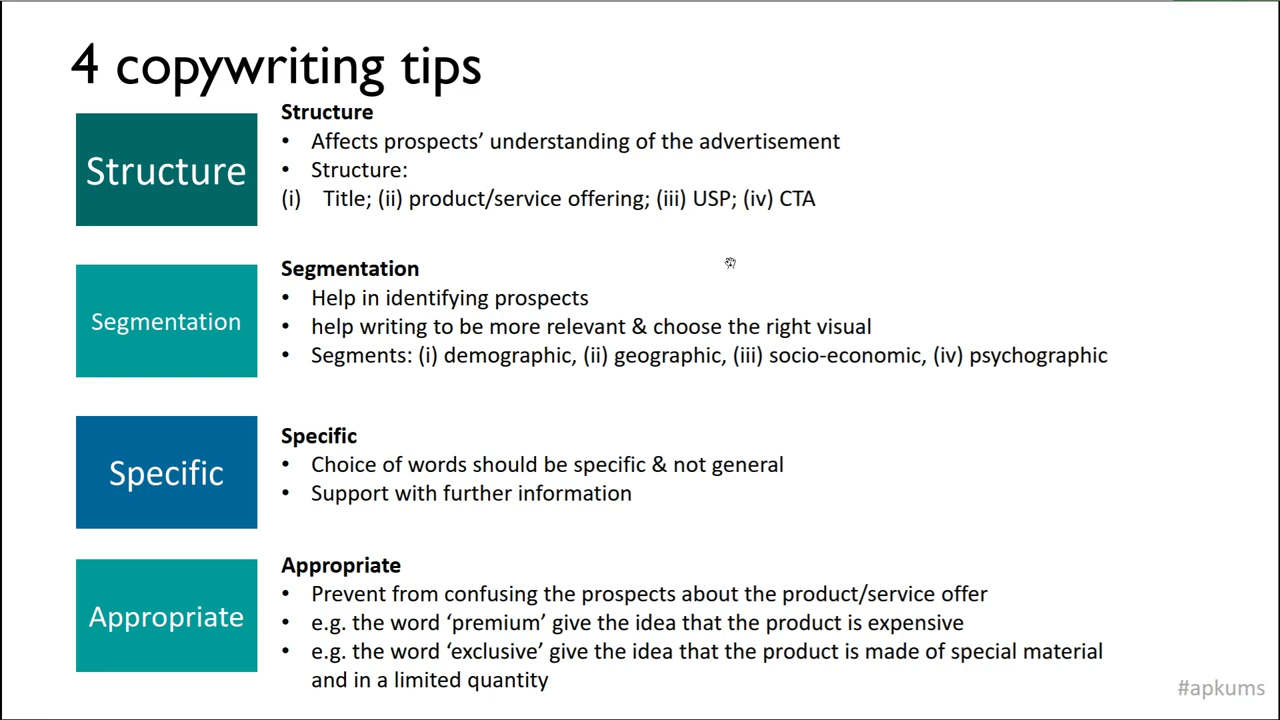 4 copywriting tips
Structure
Structure
• Affects prospects’ understanding of the advertisement
• Structure:
(i) Title; (ii) product/service offering; (iii) USP; (iv) CTA
Segmentation
Segmentation
• Help in identifying prospects
• help writing to be more relevant & choose the right visual
• Segments: (i) demographic, (ii) geographic, (iii) socio-economic, (iv) psychographic
Specific
Specific
• Choice of words should be specific & not general
• Support with further information
Appropriate
Appropriate
• Prevent from confusing the prospects about the product/service offer
• e.g. the word ‘premium’ give the idea that the product is expensive
• e.g. the word ‘exclusive’ give the idea that the product is made of special material
and in a limited quantity
#apkums